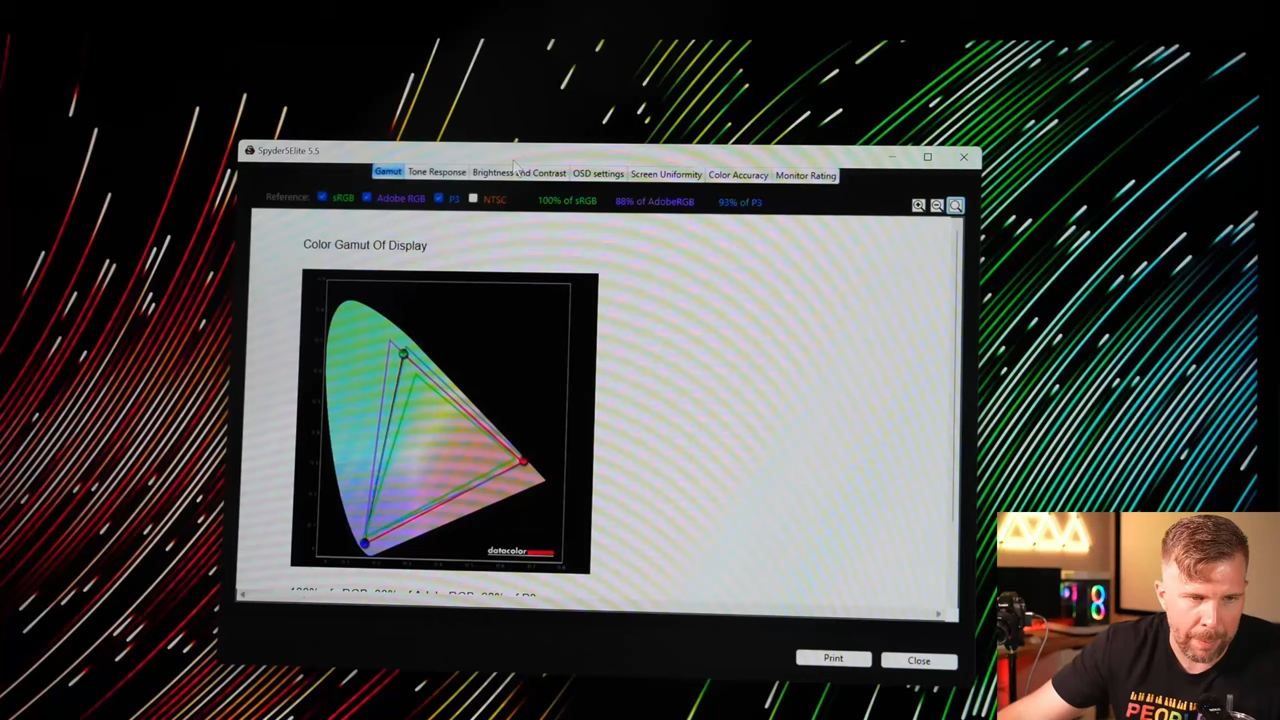 Spyder5Elite 5.5
Gamut Tone Response Brightness and Contrast OSD settings Screen Uniformity Color Accuracy Monitor Rating
Reference: sRGB Adobe RGB P3 NTSC 100% of sRGB 88% of AdobeRGB 93% of P3
Color Gamut Of Display
datacolor
Print Close